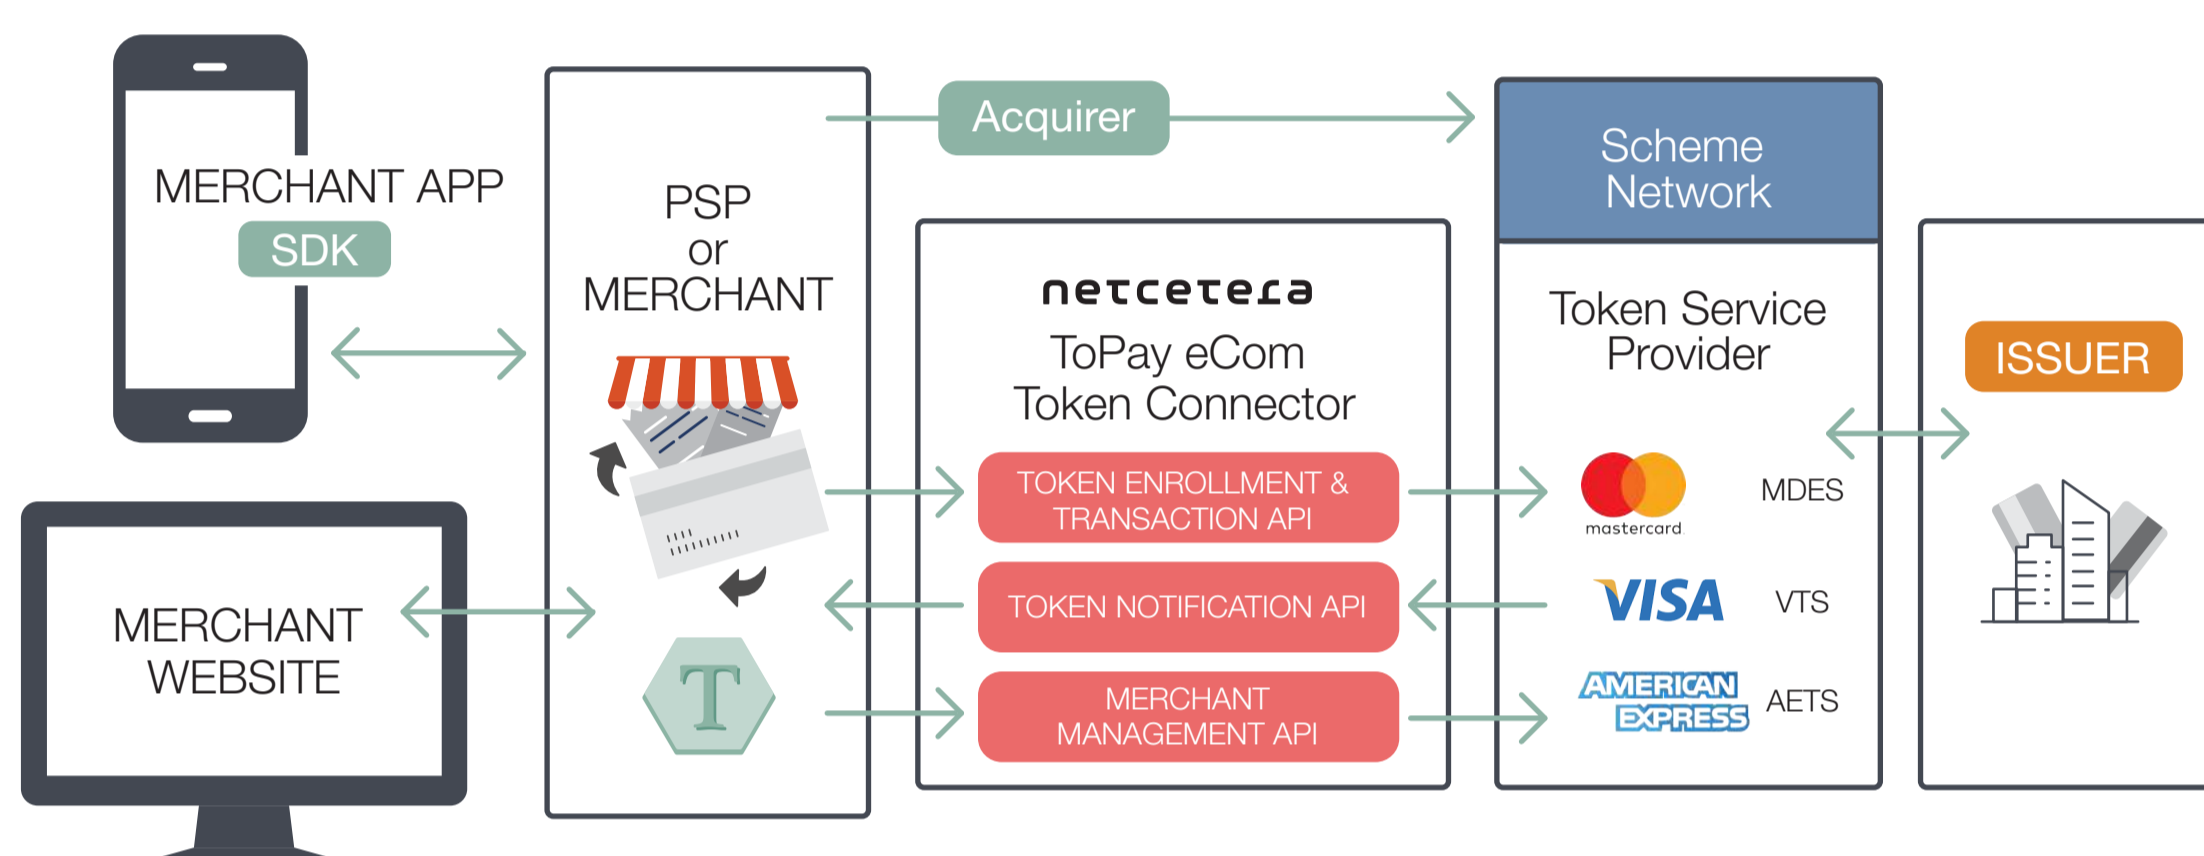 MERCHANT APP
SDK
MERCHANT
WEBSITE
PSP
or
MERCHANT
T
Acquirer
netcetera
ToPay eCom
Token Connector
TOKEN ENROLLMENT &
TRANSACTION API
TOKEN NOTIFICATION API
MERCHANT
MANAGEMENT API
Scheme
Network
Token Service
Provider
mastercard
MDES
VISA
VTS
AMERICAN
EXPRESS
AETS
ISSUER